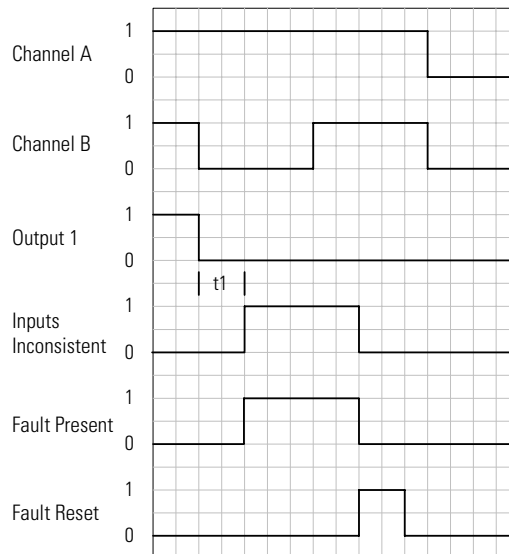 1
Channel A
0
1
Channel B
0
1
Output 1
0
t1
1
Inputs
Inconsistent
0
1
Fault Present
0
1
Fault Reset
0